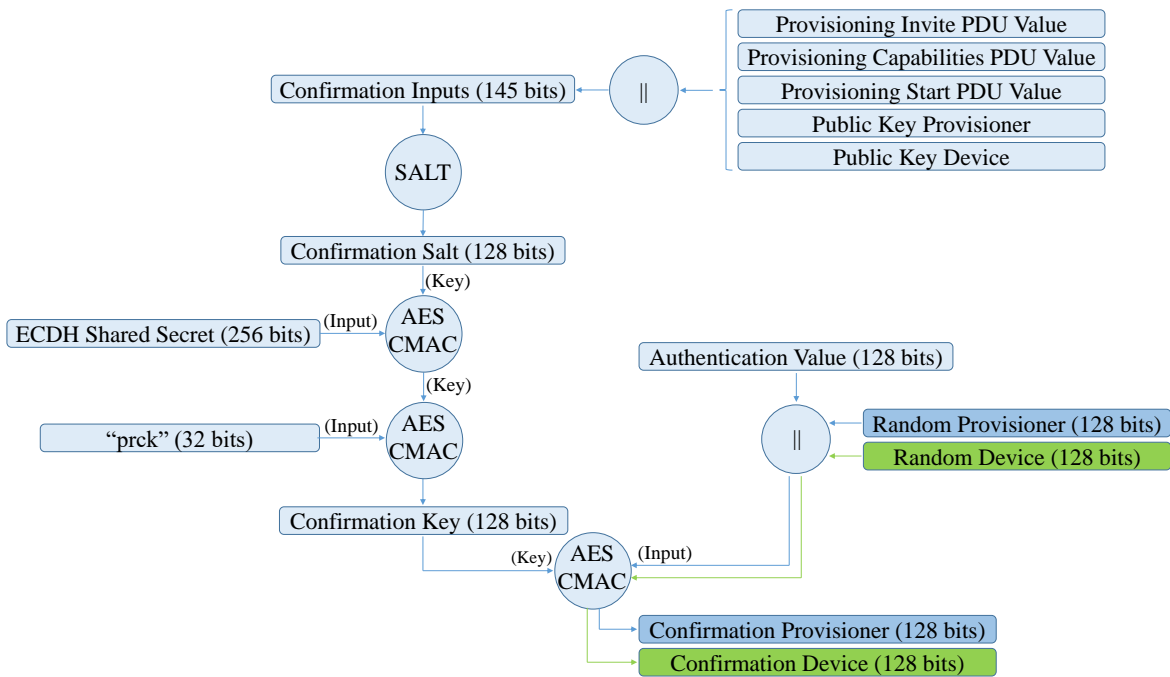 Provisioning Invite PDU Value
Provisioning Capabilities PDU Value
Confirmation Inputs (145 bits)
||
Provisioning Start PDU Value
Public Key Provisioner
Public Key Device
SALT
Confirmation Salt (128 bits)
(Key)
ECDH Shared Secret (256 bits)
(Input)
AES
CMAC
(Key)
“prck” (32 bits)
(Input)
AES
CMAC
Authentication Value (128 bits)
||
Random Provisioner (128 bits)
Random Device (128 bits)
Confirmation Key (128 bits)
(Key)
AES
CMAC
(Input)
Confirmation Provisioner (128 bits)
Confirmation Device (128 bits)